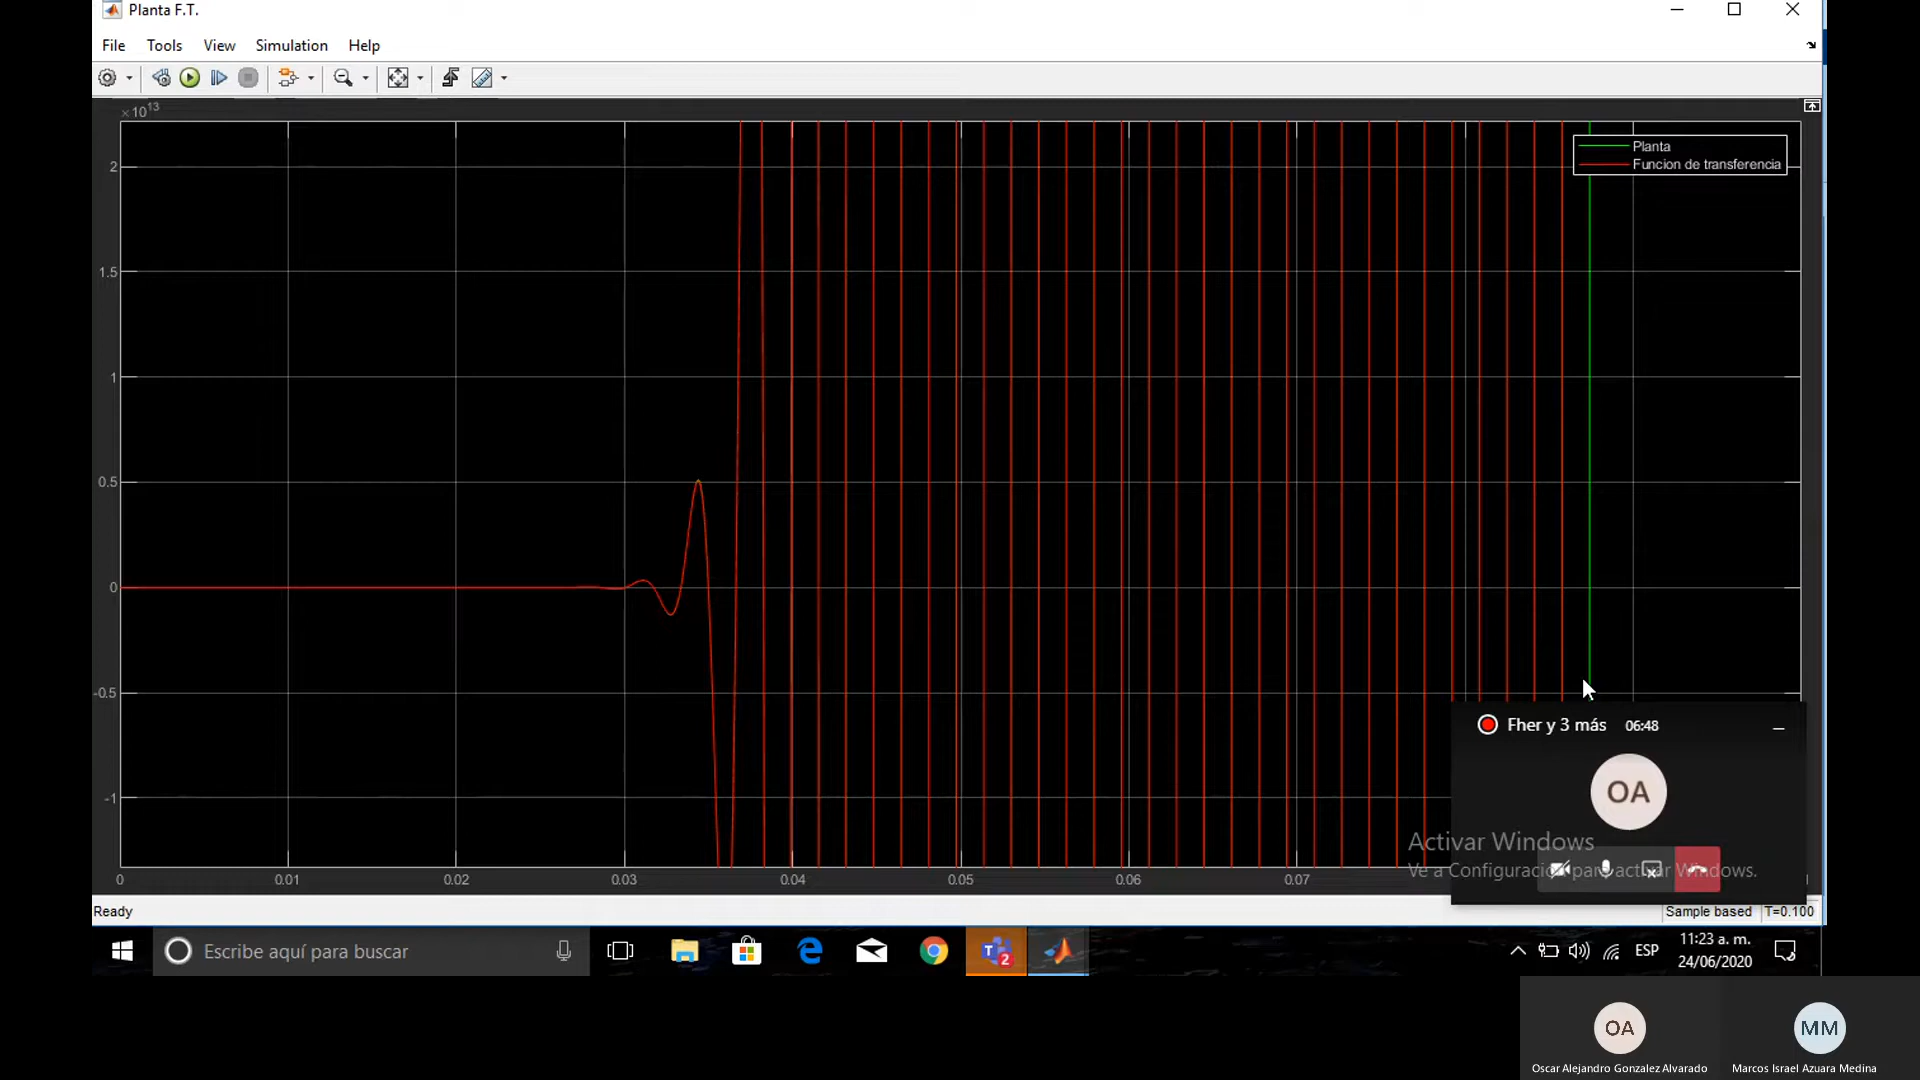 Planta F.T.
File Tools View Simulation Help
×10^13
Planta
Funcion de transferencia
2
1.5
1
0.5
0
-0.5
-1
0 0.01 0.02 0.03 0.04 0.05 0.06 0.07
Fher y 3 más 06:48
OA
Activar Windows
Ve a Configuración para activar Windows.
Ready
Sample based T=0.100
Escribe aquí para buscar
2
ESP
11:23 a. m.
24/06/2020
OA
MM
Oscar Alejandro Gonzalez Alvarado
Marcos Israel Azuara Medina